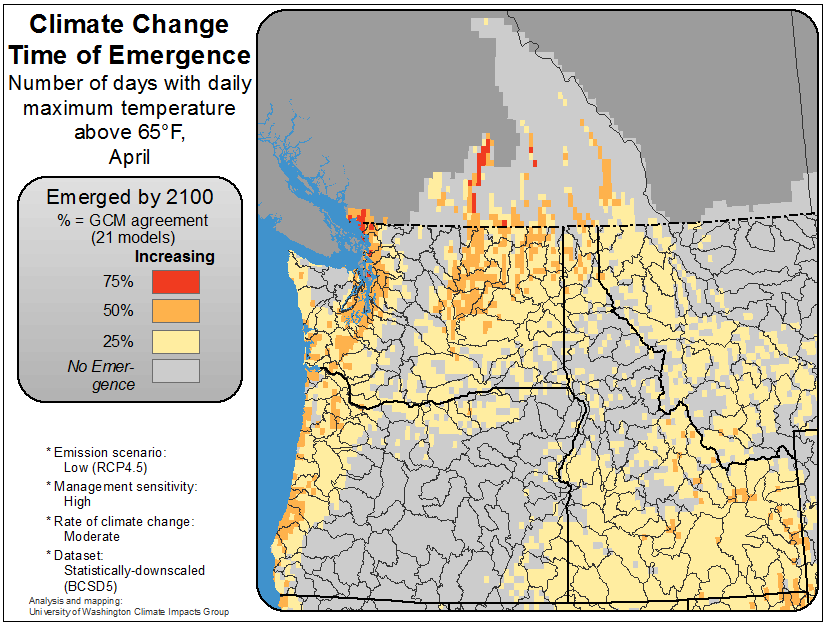 Climate Change
Time of Emergence
Number of days with daily
maximum temperature
above 65°F,
April
Emerged by 2100
% = GCM agreement
(21 models)
Increasing
75%
50%
25%
No Emer-
gence
* Emission scenario:
Low (RCP4.5)
* Management sensitivity:
High
* Rate of climate change:
Moderate
* Dataset:
Statistically-downscaled
(BCSD5)
Analysis and mapping:
University of Washington Climate Impacts Group